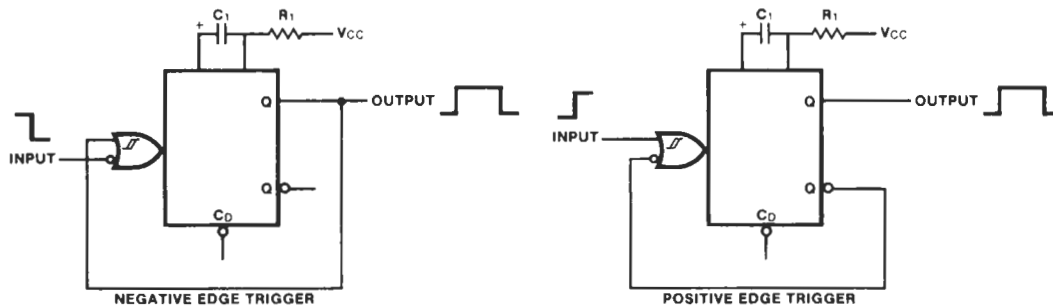 C1 R1
+ VCC
Q OUTPUT
INPUT
Q
CD
NEGATIVE EDGE TRIGGER
C1 R1
+ VCC
Q OUTPUT
INPUT
Q
CD
POSITIVE EDGE TRIGGER